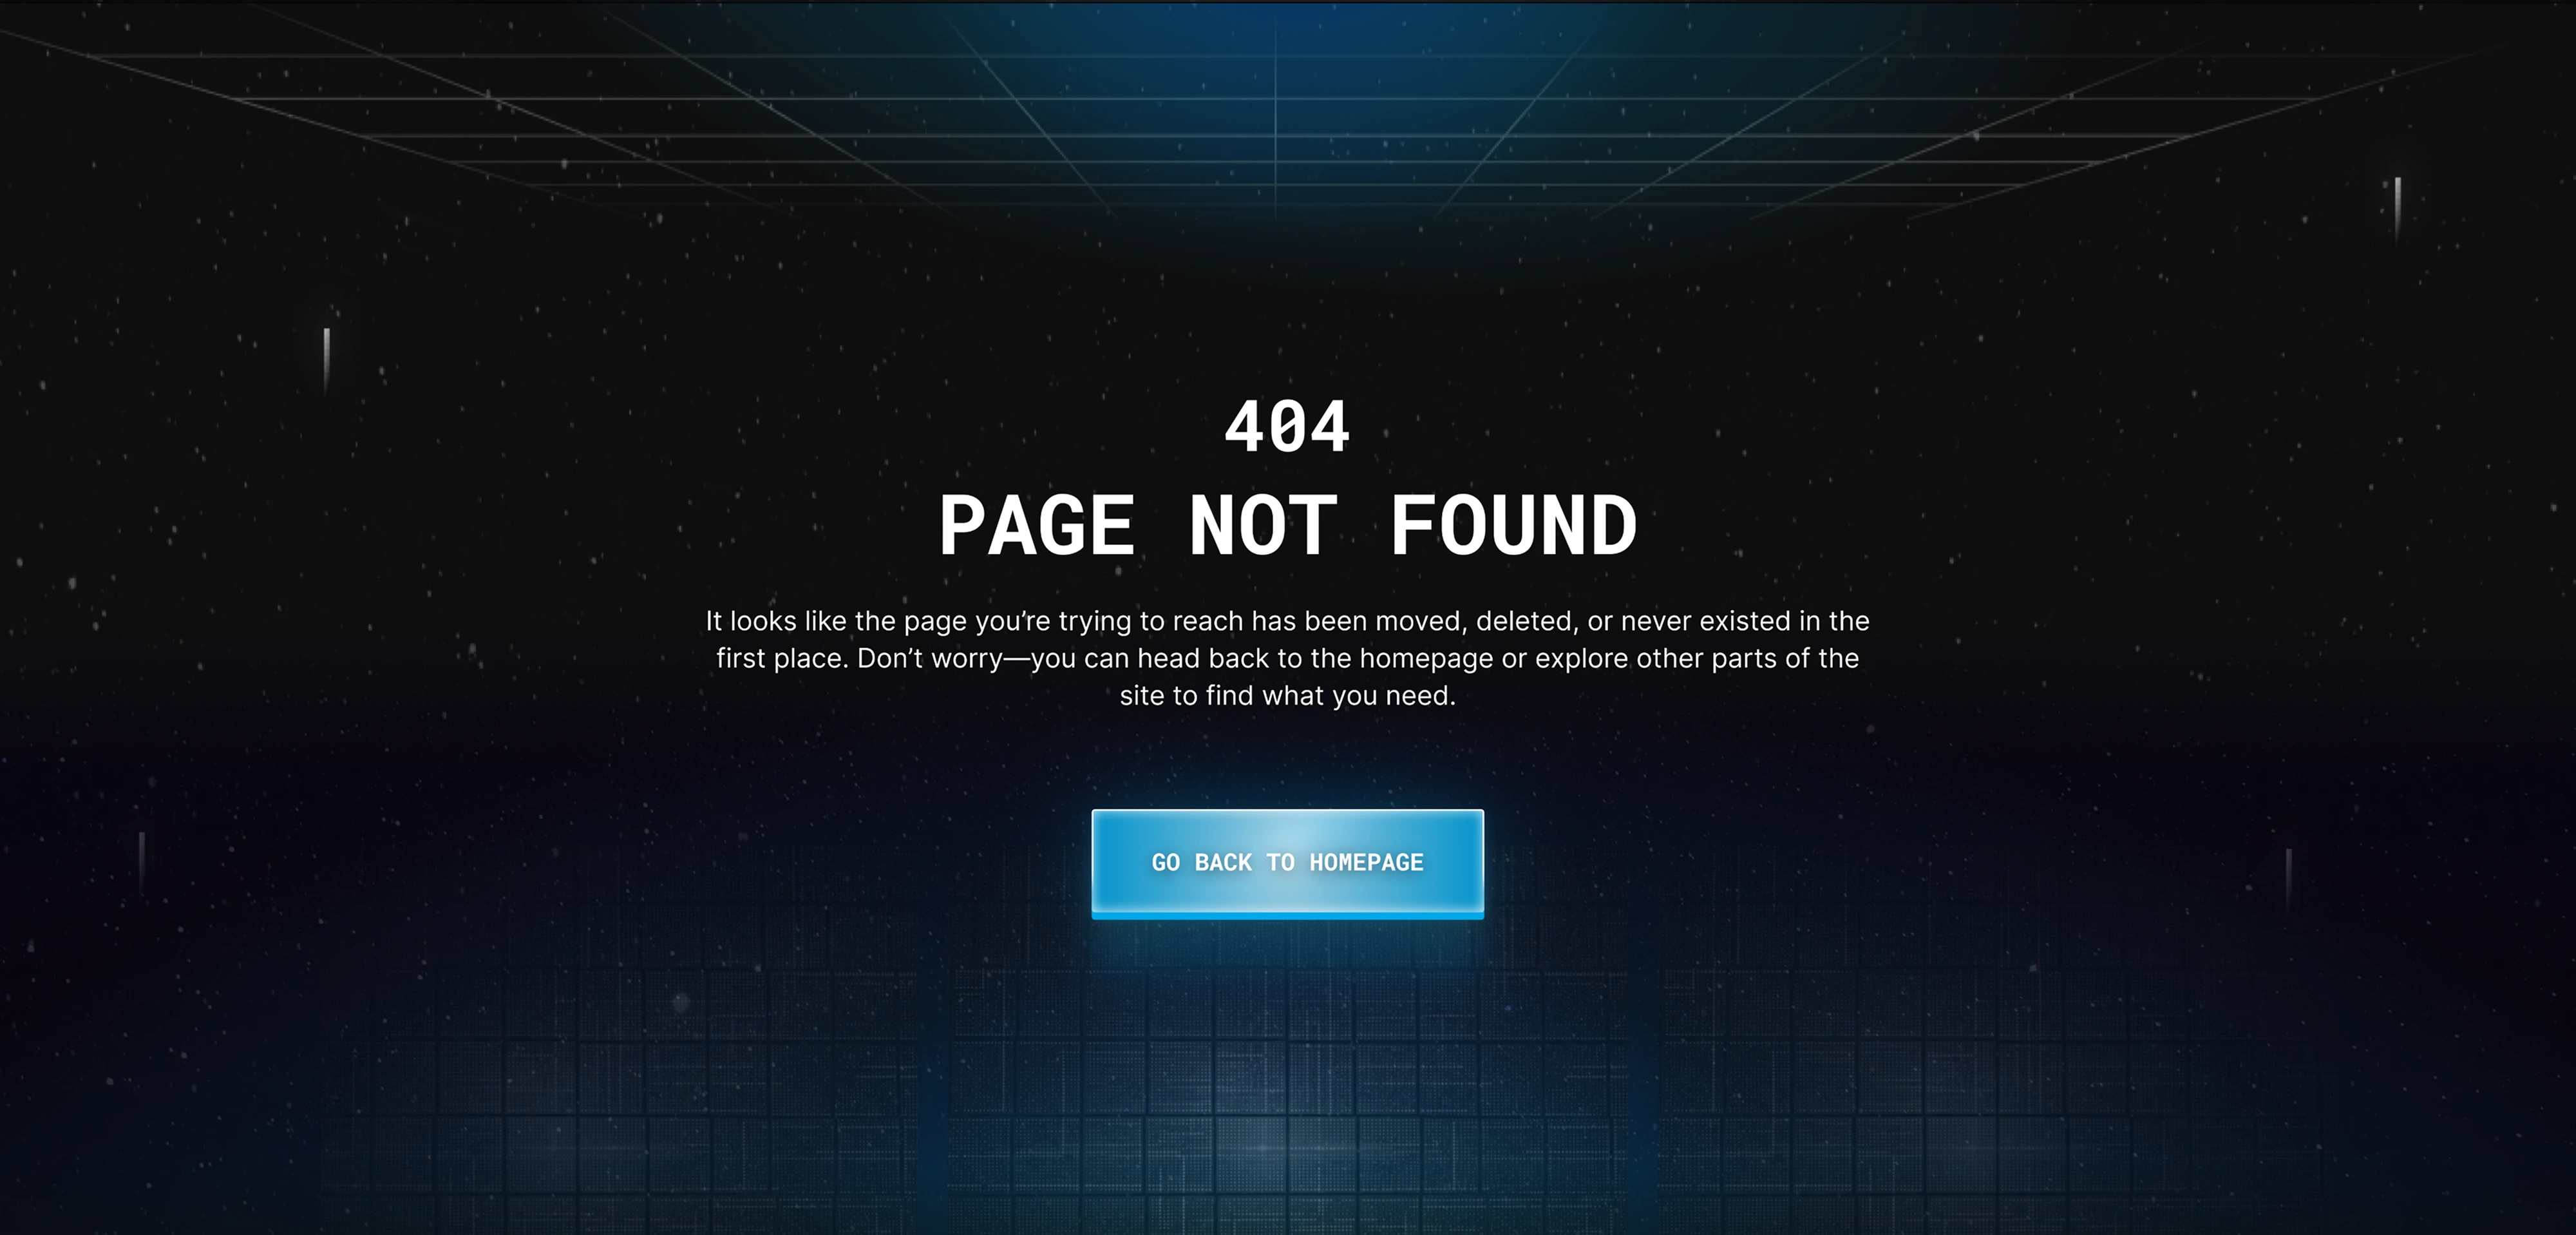 404
PAGE NOT FOUND
It looks like the page you’re trying to reach has been moved, deleted, or never existed in the
first place. Don’t worry—you can head back to the homepage or explore other parts of the
site to find what you need.
GO BACK TO HOMEPAGE